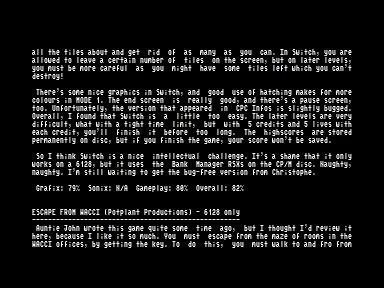 all the tiles about and get rid of as many as you can. In Switch, you are
allowed to leave a certain number of tiles on the screen, but on later levels,
you must be more careful as you might have some tiles left which you can't
destroy!
There's some nice graphics in Switch, and good use of hatching makes for more
colours in MODE 1. The end screen is really good, and there's a pause screen,
too. Unfortunately, the version that appeared in CPC Infos is slightly bugged.
Overall, I found that Switch is a little too easy. The later levels are very
difficult, what with a tight time limit, but with 5 credits and 5 lives with
each credit, you'll finish it before too long. The highscores are stored
permanently on disc, but if you finish the game, your score won't be saved.
So I think Switch is a nice intellectual challenge. It's a shame that it only
works on a 6128, but it uses the Bank Manager RSXs on the CP/M disc. Naughty,
naughty. I'm still waiting to get the bug-free version from Christophe.
Grafix: 79% Sonix: N/A Gameplay: 80% Overall: 82%
ESCAPE FROM WACCI (Potplant Productions) - 6128 only
Auntie John wrote this game quite some time ago, but I thought I'd review it
here, because I like it so much. You must escape from the maze of rooms in the
WACCI offices, by getting the key. To do this, you must walk to and fro from